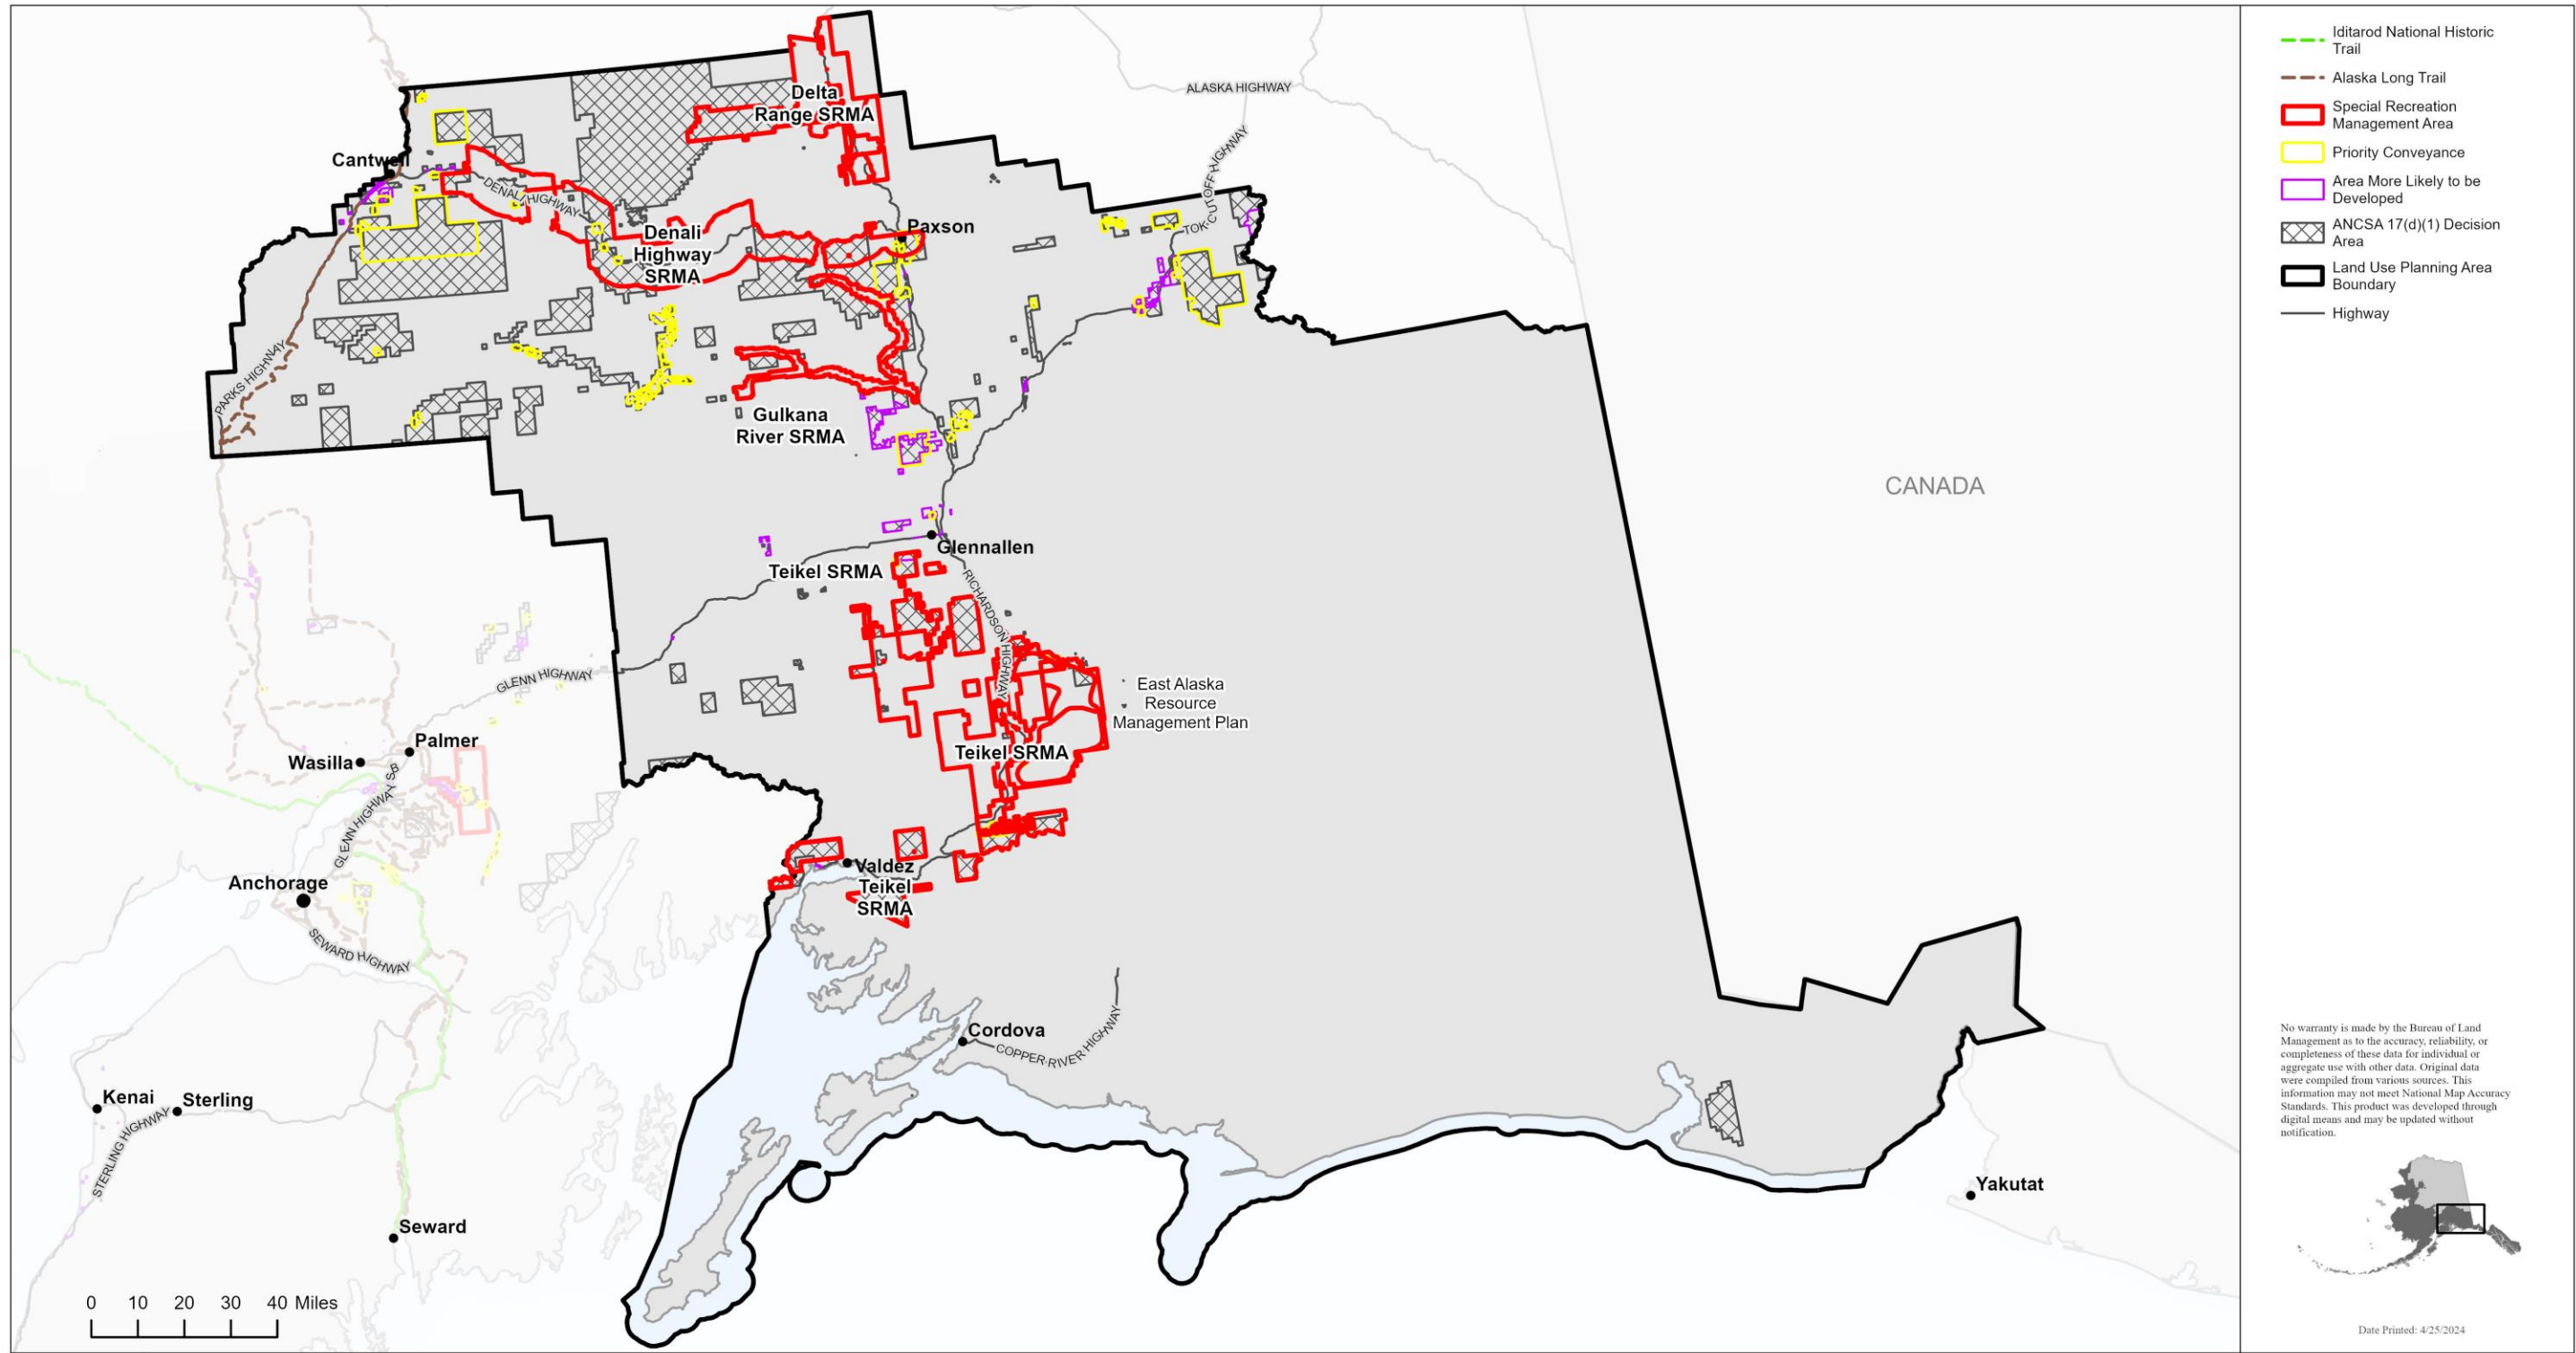 ALASKA HIGHWAY
TOK CUTOFF HIGHWAY
Delta
Range SRMA
Cantwell
DENALI HIGHWAY
Denali
Highway
SRMA
Paxson
PARKS HIGHWAY
Gulkana
River SRMA
CANADA
Glennallen
Teikel SRMA
RICHARDSON HIGHWAY
GLENN HIGHWAY
East Alaska
Resource
Management Plan
Teikel SRMA
Palmer
Wasilla
GLENN HIGHWAY SB
Anchorage
SEWARD HIGHWAY
Valdez
Teikel
SRMA
Cordova
COPPER RIVER HIGHWAY
Kenai
Sterling
STERLING HIGHWAY
Seward
Yakutat
0 10 20 30 40 Miles
Iditarod National Historic
Trail
Alaska Long Trail
Special Recreation
Management Area
Priority Conveyance
Area More Likely to be
Developed
ANCSA 17(d)(1) Decision
Area
Land Use Planning Area
Boundary
Highway
No warranty is made by the Bureau of Land
Management as to the accuracy, reliability, or
completeness of these data for individual or
aggregate use with other data. Original data
were compiled from various sources. This
information may not meet National Map Accuracy
Standards. This product was developed through
digital means and may be updated without
notification.
Date Printed: 4/25/2024